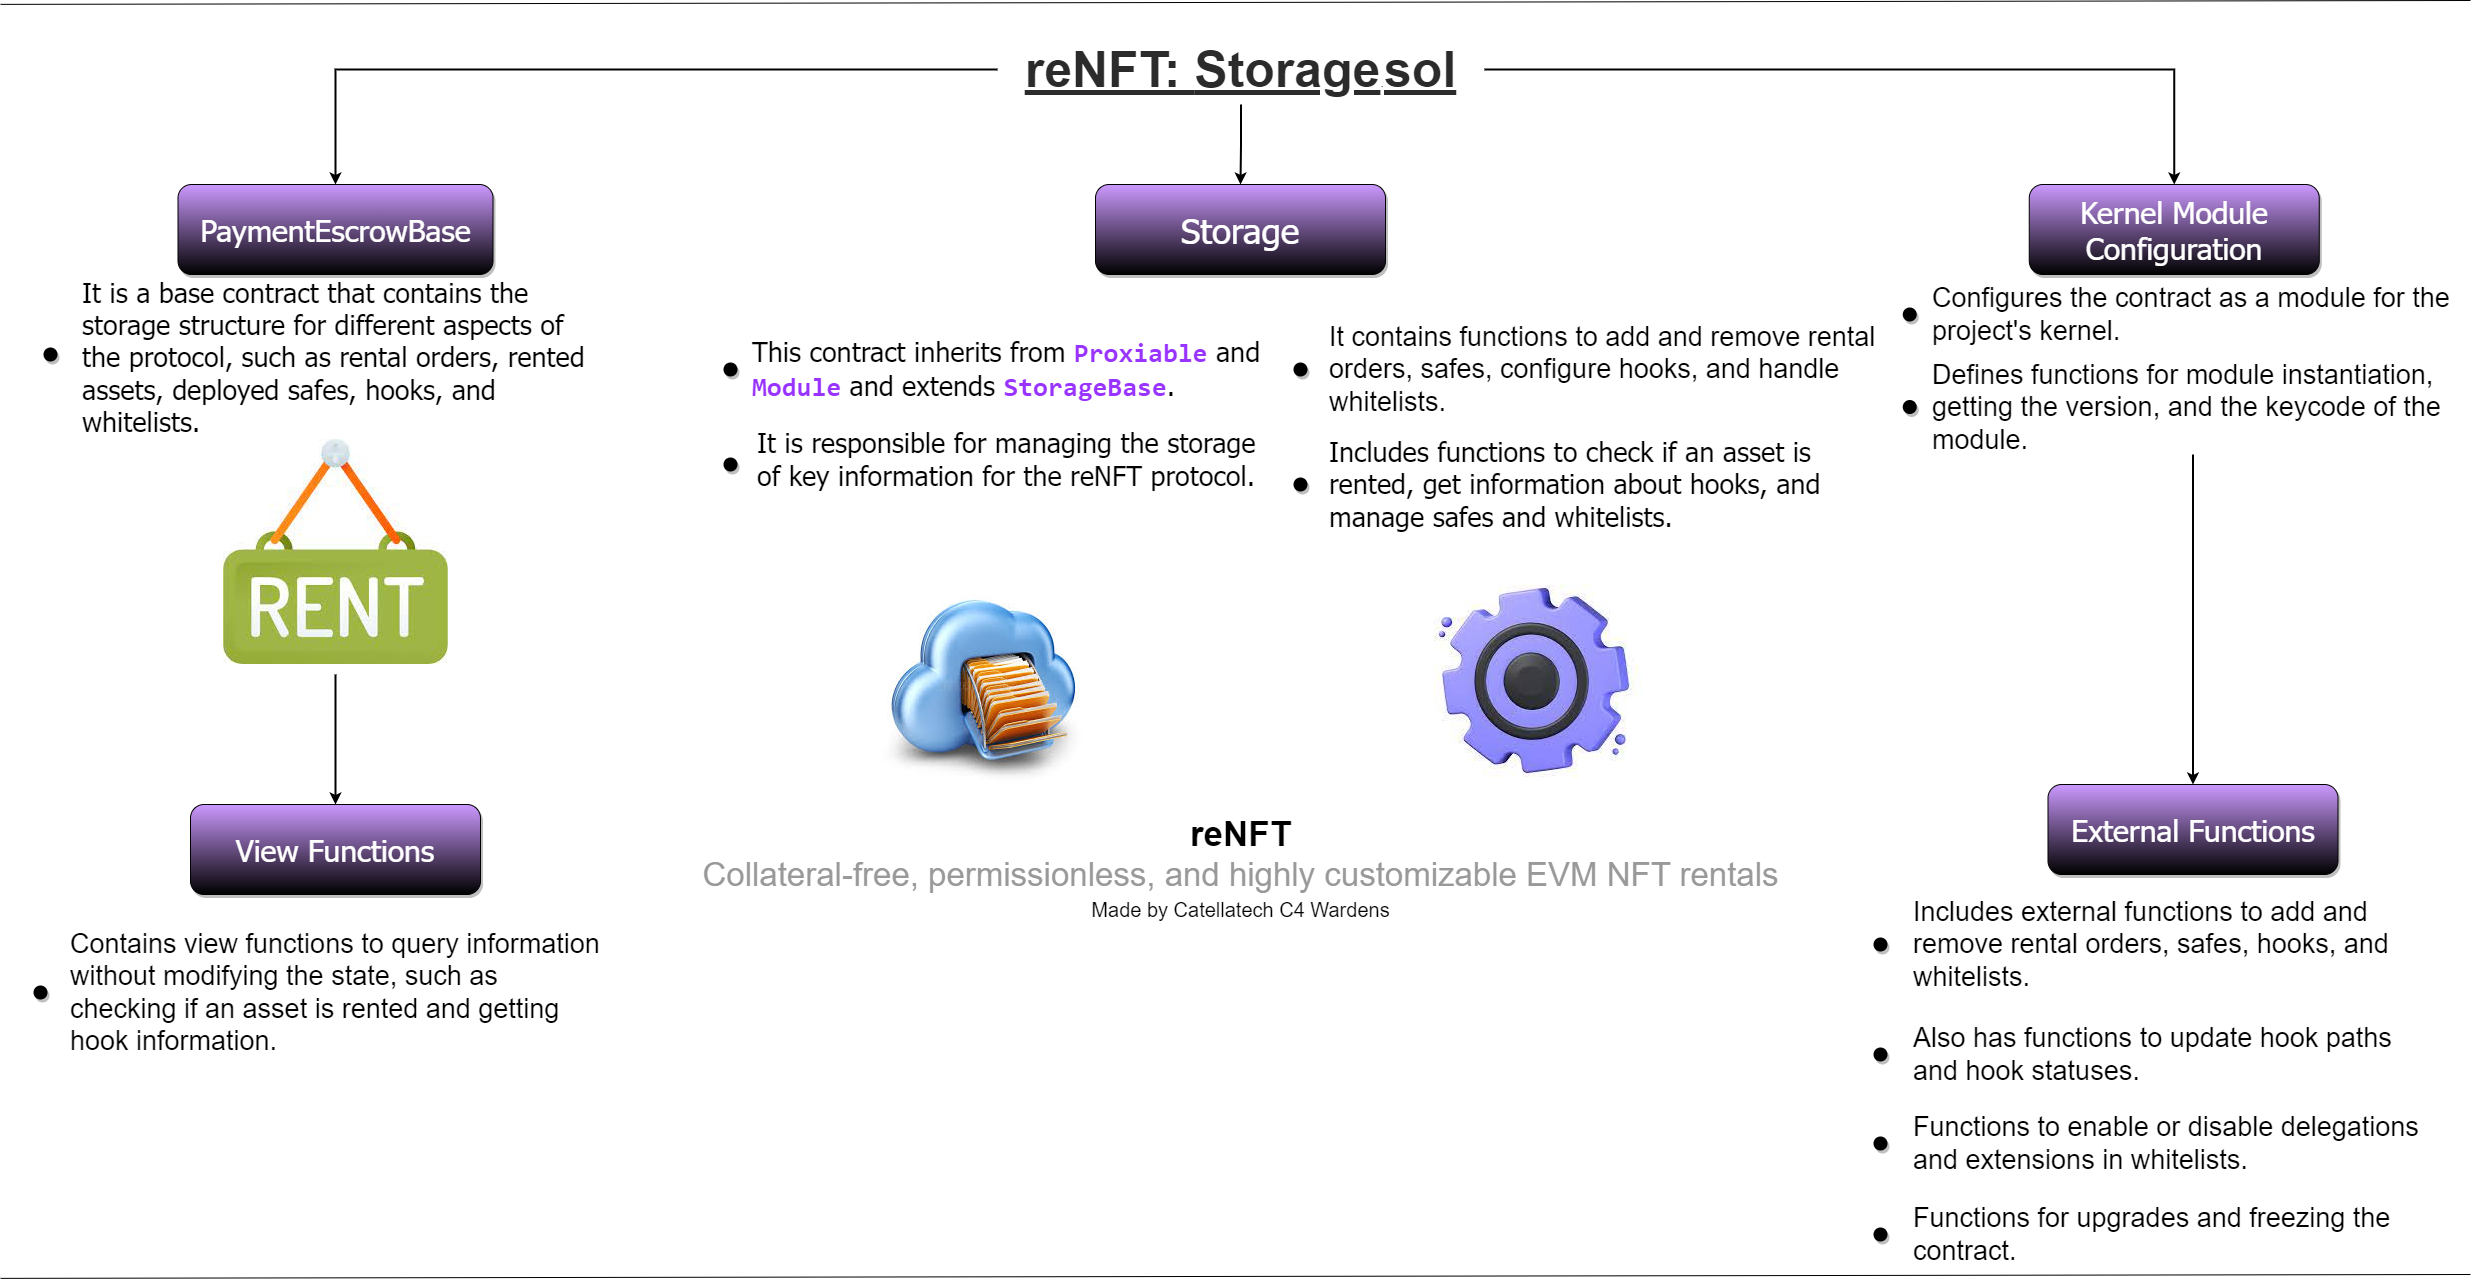 reNFT: Storage.sol
PaymentEscrowBase
It is a base contract that contains the
storage structure for different aspects of
the protocol, such as rental orders, rented
assets, deployed safes, hooks, and
whitelists.
RENT
View Functions
Contains view functions to query information
without modifying the state, such as
checking if an asset is rented and getting
hook information.
Storage
This contract inherits from Proxiable and
Module and extends StorageBase.
It is responsible for managing the storage
of key information for the reNFT protocol.
It contains functions to add and remove rental
orders, safes, configure hooks, and handle
whitelists.
Includes functions to check if an asset is
rented, get information about hooks, and
manage safes and whitelists.
reNFT
Collateral-free, permissionless, and highly customizable EVM NFT rentals
Made by Catellatech C4 Wardens
Kernel Module
Configuration
Configures the contract as a module for the
project's kernel.
Defines functions for module instantiation,
getting the version, and the keycode of the
module.
External Functions
Includes external functions to add and
remove rental orders, safes, hooks, and
whitelists.
Also has functions to update hook paths
and hook statuses.
Functions to enable or disable delegations
and extensions in whitelists.
Functions for upgrades and freezing the
contract.